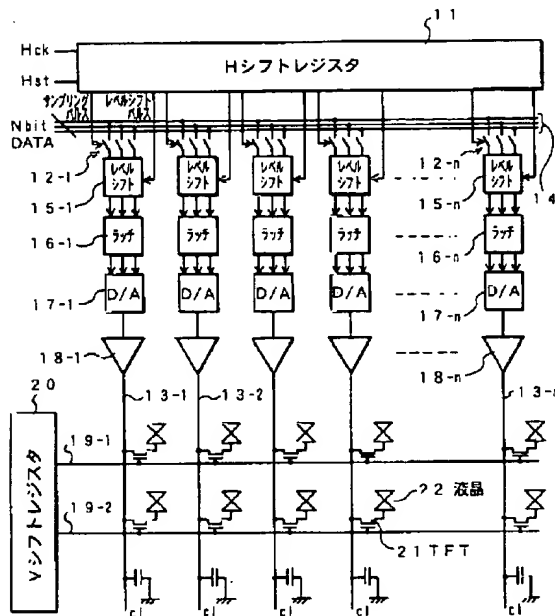 11
Hck
Hst
Hシフトレジスタ
サンプリング
パルス
レベルシフト
パルス
Nbit
DATA
12-1
12-n
14
レベル
シフト
レベル
シフト
レベル
シフト
レベル
シフト
レベル
シフト
15-1
15-n
ラッチ
ラッチ
ラッチ
ラッチ
ラッチ
16-1
16-n
D/A
D/A
D/A
D/A
D/A
17-1
17-n
18-1
18-n
20
13-1
13-2
19-1
Vシフトレジスタ
19-2
22 液晶
21 TFT
cl
cl
cl
cl
cl